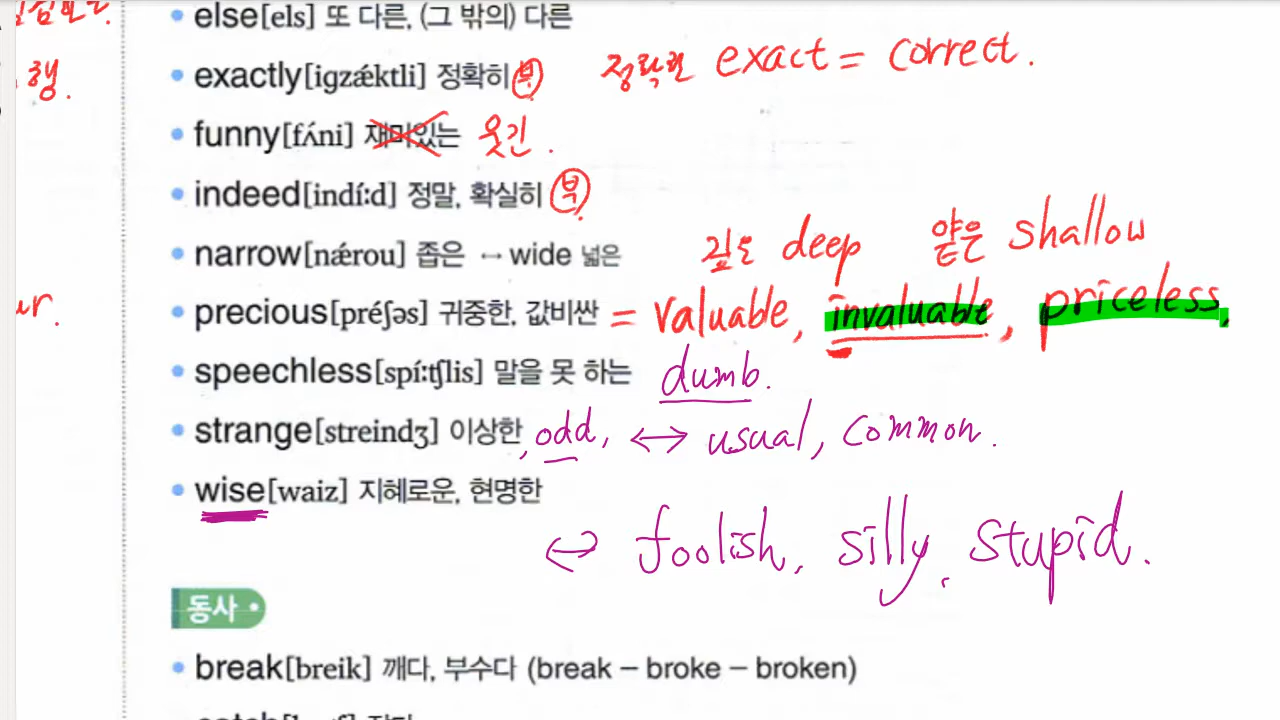 • else[els] 또 다른, (그 밖의) 다른
행.
• exactly[igzǽktli] 정확히 (부) 정확한 exact = correct.
• funny[fʌ́ni] 재미있는 웃긴.
• indeed[indíːd] 정말, 확실히 (부)
깊은 deep 얕은 shallow
• narrow[nǽrou] 좁은 ↔ wide 넓은
ur.
• precious[préʃəs] 귀중한, 값비싼 = valuable, invaluable, priceless,
• speechless[spíːtʃlis] 말을 못 하는 dumb.
• strange[streindʒ] 이상한, odd, ↔ usual, common.
• wise[waiz] 지혜로운, 현명한
↔ foolish, silly, stupid.
동사
• break[breik] 깨다, 부수다 (break – broke – broken)